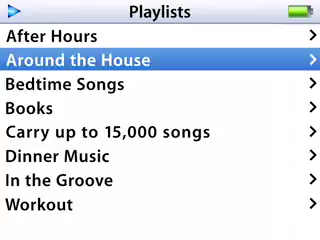 Playlists
After Hours
Around the House
Bedtime Songs
Books
Carry up to 15,000 songs
Dinner Music
In the Groove
Workout